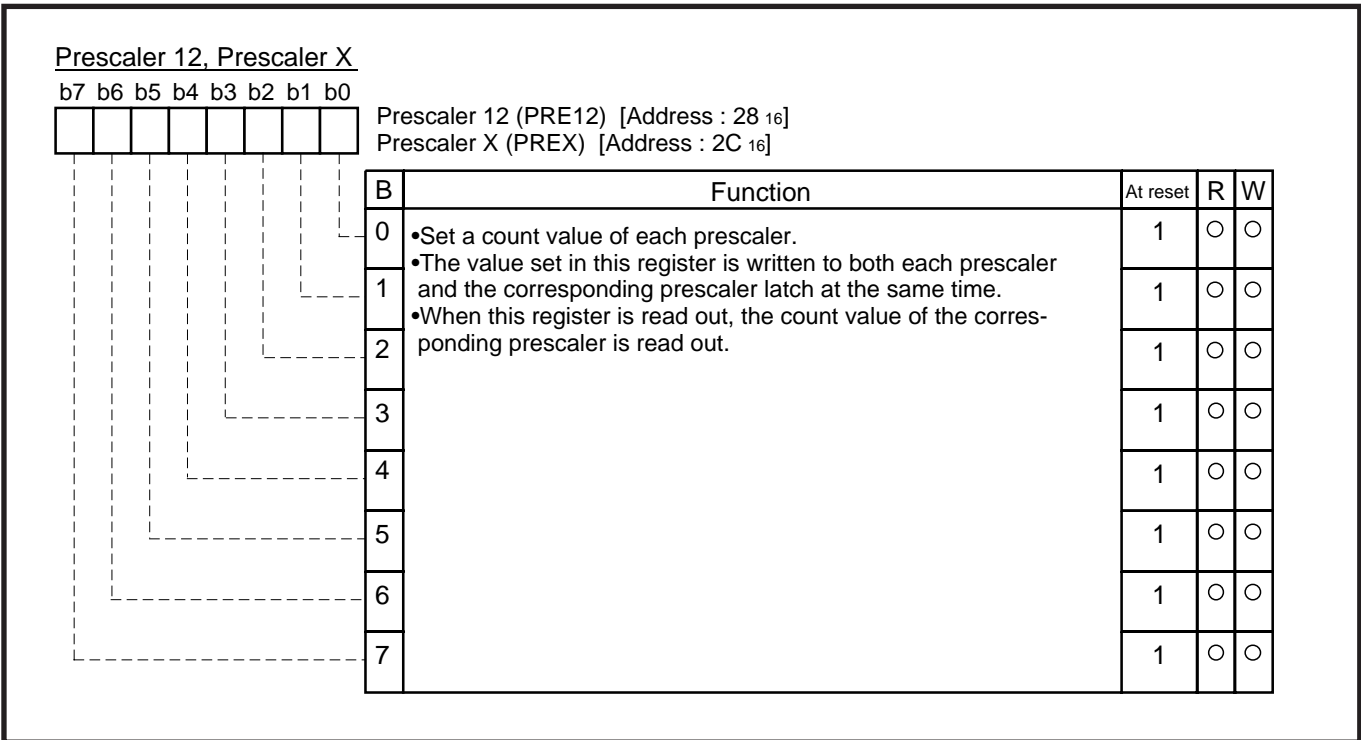 Prescaler 12, Prescaler X
b7 b6 b5 b4 b3 b2 b1 b0
Prescaler 12 (PRE12) [Address : 28 16]
Prescaler X (PREX) [Address : 2C 16]
B Function At reset R W
0 •Set a count value of each prescaler. 1 ○ ○
•The value set in this register is written to both each prescaler
1 and the corresponding prescaler latch at the same time. 1 ○ ○
•When this register is read out, the count value of the corres-
2 ponding prescaler is read out. 1 ○ ○
3 1 ○ ○
4 1 ○ ○
5 1 ○ ○
6 1 ○ ○
7 1 ○ ○